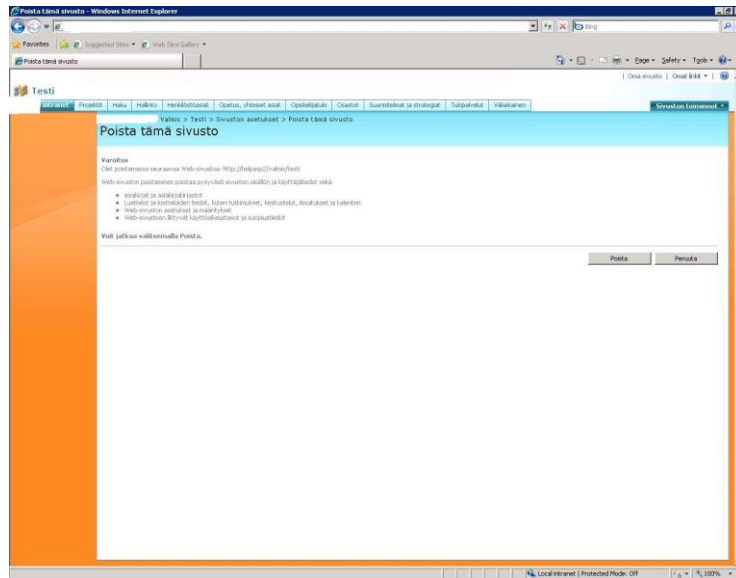 Poista tämä sivusto - Windows Internet Explorer
Bing
Favorites Suggested Sites Web Slice Gallery
Poista tämä sivusto
Page Safety Tools
Oma sivusto | Omat linkit
Testi
Intranet Projektit Haku Hallinto Henkilöstöasiat Opetus, yhteiset asiat Opiskelijatuki Osastot Suunnitelmat ja strategiat Tukipalvelut Väliaikainen
Sivuston toiminnot
Valmis > Testi > Sivuston asetukset > Poista tämä sivusto
Poista tämä sivusto
Varoitus
Olet poistamassa seuraavaa Web-sivustoa: http://helpasp2/valmis/testi
Web-sivuston poistaminen poistaa pysyvästi sivuston sisällön ja käyttäjätiedot sekä
asiakirjat ja asiakirjakirjastot
Luettelot ja luetteloiden tiedot, kuten tutkimukset, keskustelut, ilmoitukset ja kalenteri
Web-sivuston asetukset ja määritykset
Web-sivustoon liittyvät käyttöoikeustasot ja suojaustiedot
Voit jatkaa valitsemalla Poista.
Poista Peruuta
Local intranet | Protected Mode: Off 100%